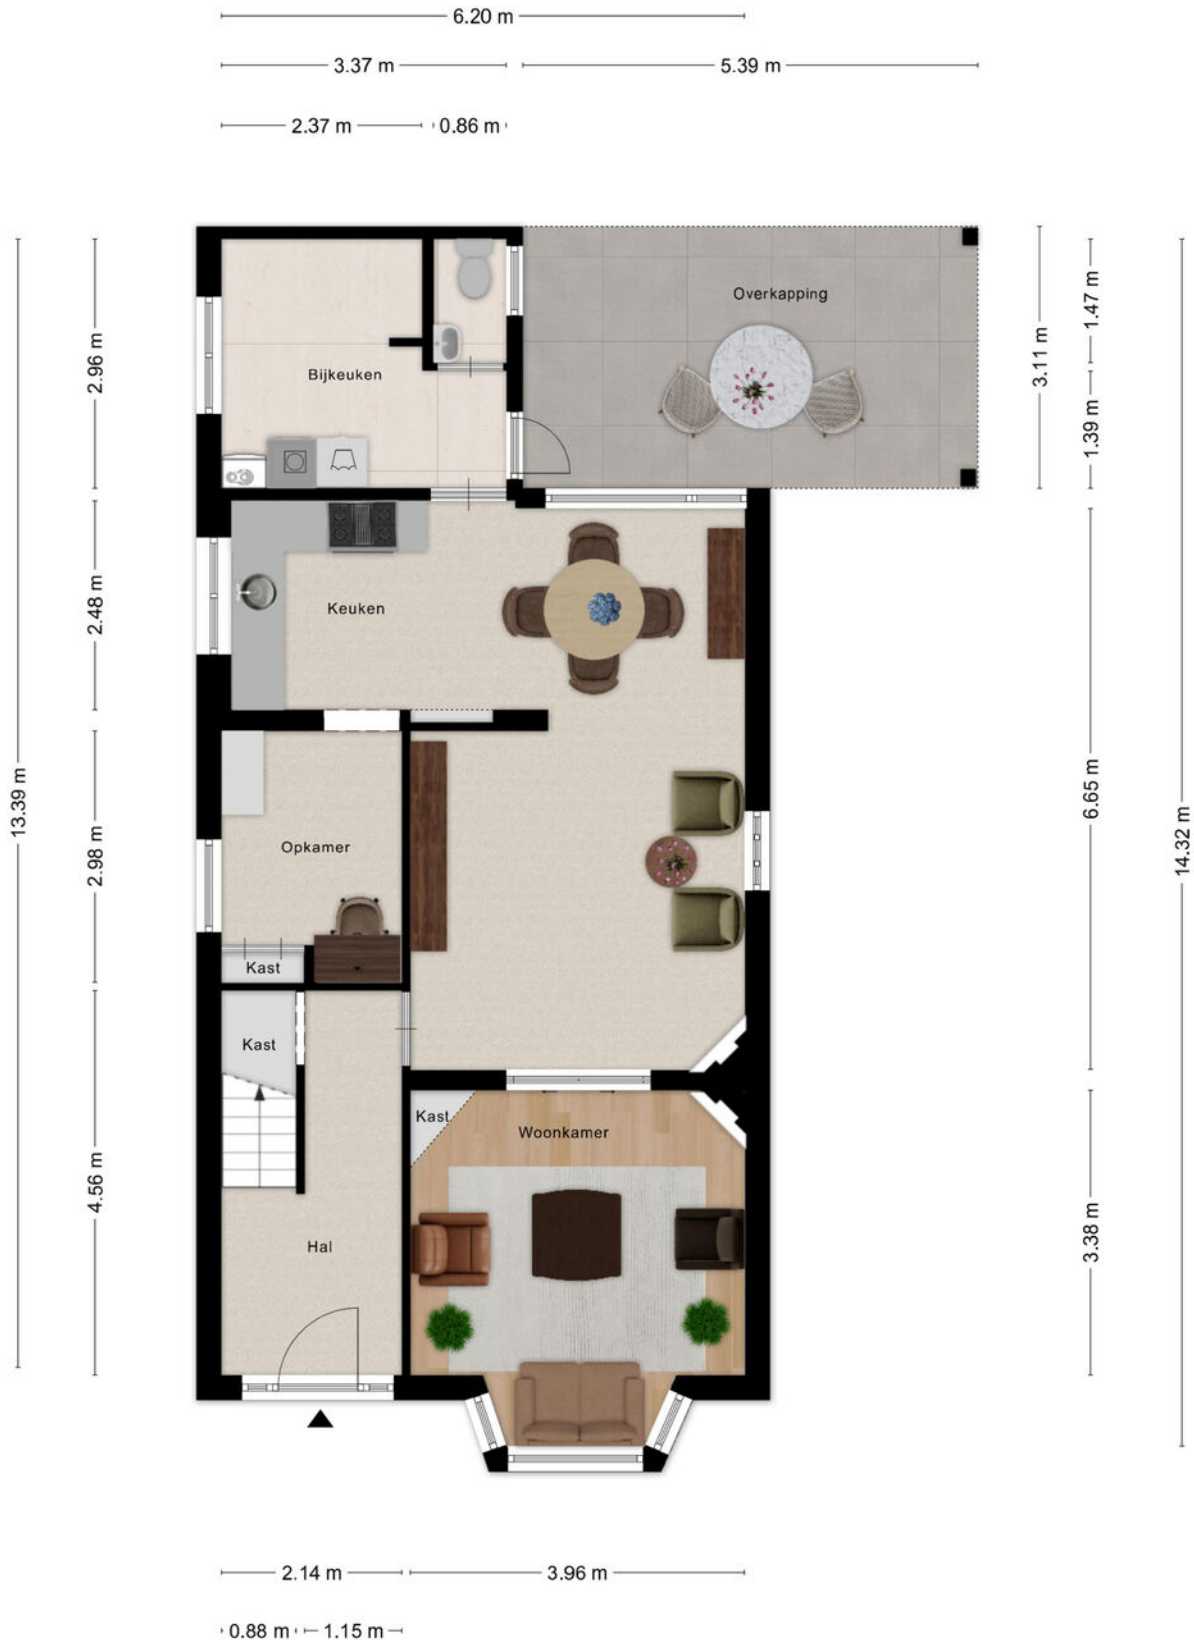 6.20 m
3.37 m
5.39 m
2.37 m
0.86 m
Overkapping
Bijkeuken
Keuken
Opkamer
Kast
Kast
Kast
Woonkamer
Hal
13.39 m
2.96 m
2.48 m
2.98 m
4.56 m
3.11 m
1.47 m
1.39 m
6.65 m
3.38 m
14.32 m
2.14 m
3.96 m
0.88 m
1.15 m